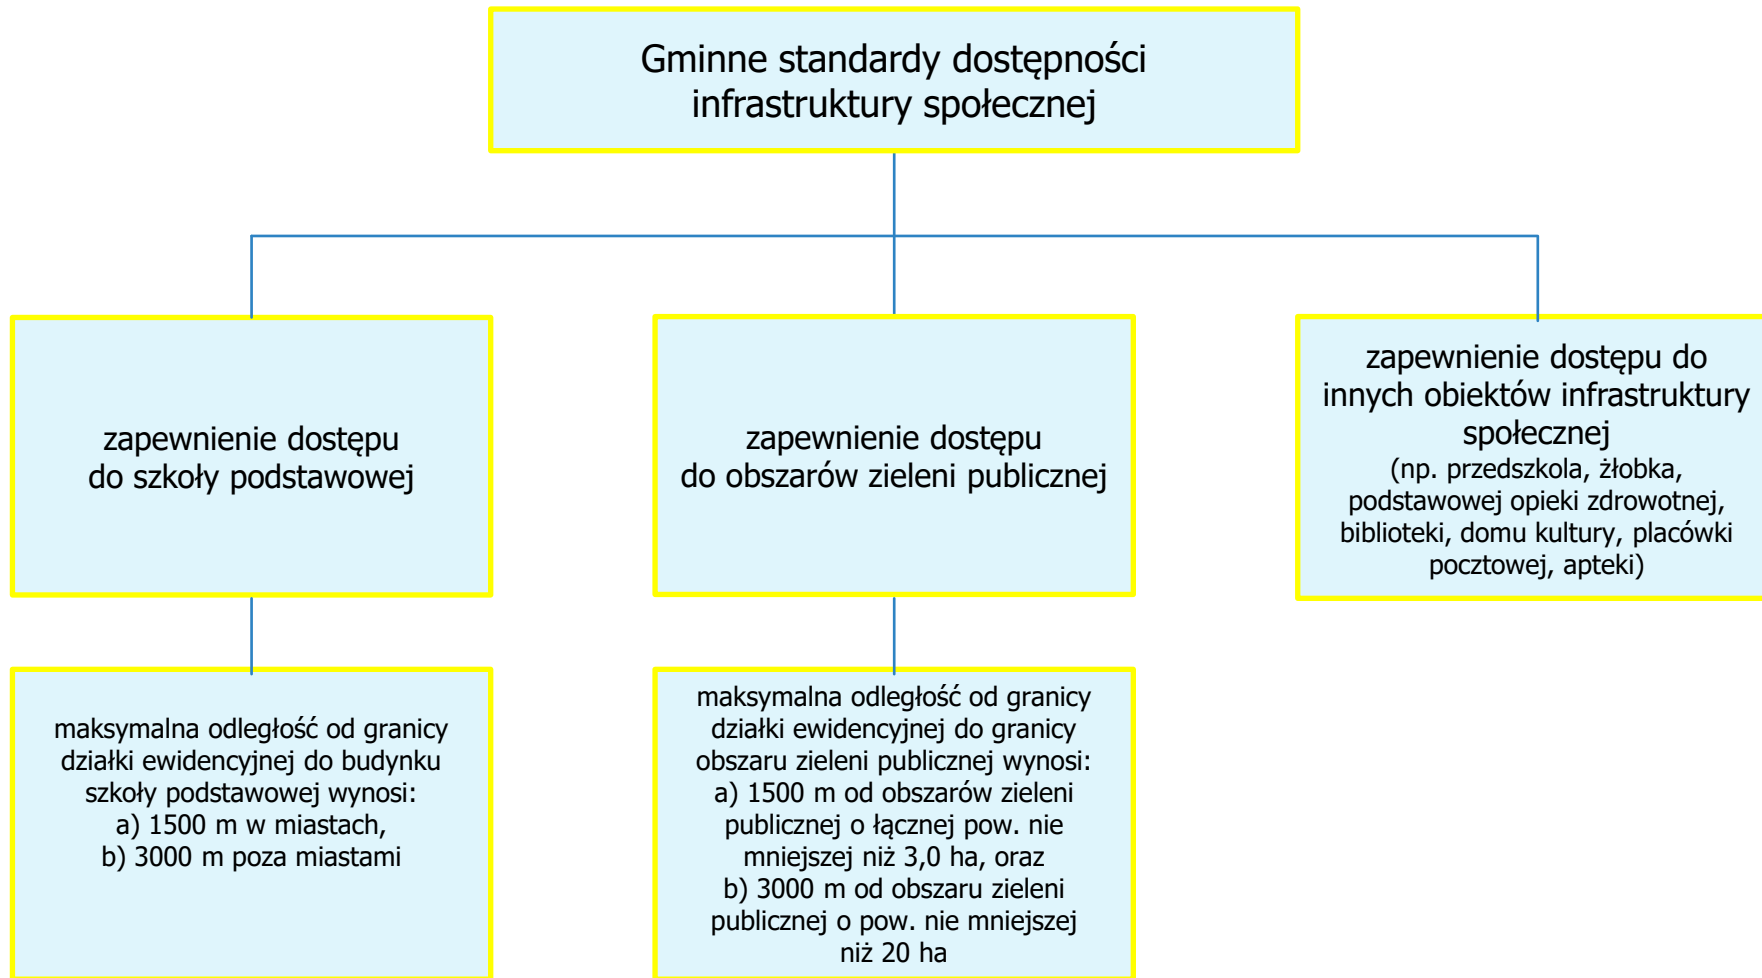 Gminne standardy dostępności
infrastruktury społecznej
zapewnienie dostępu
do szkoły podstawowej
zapewnienie dostępu
do obszarów zieleni publicznej
zapewnienie dostępu do
innych obiektów infrastruktury
społecznej
(np. przedszkola, żłobka,
podstawowej opieki zdrowotnej,
biblioteki, domu kultury, placówki
pocztowej, apteki)
maksymalna odległość od granicy
działki ewidencyjnej do budynku
szkoły podstawowej wynosi:
a) 1500 m w miastach,
b) 3000 m poza miastami
maksymalna odległość od granicy
działki ewidencyjnej do granicy
obszaru zieleni publicznej wynosi:
a) 1500 m od obszarów zieleni
publicznej o łącznej pow. nie
mniejszej niż 3,0 ha, oraz
b) 3000 m od obszaru zieleni
publicznej o pow. nie mniejszej
niż 20 ha